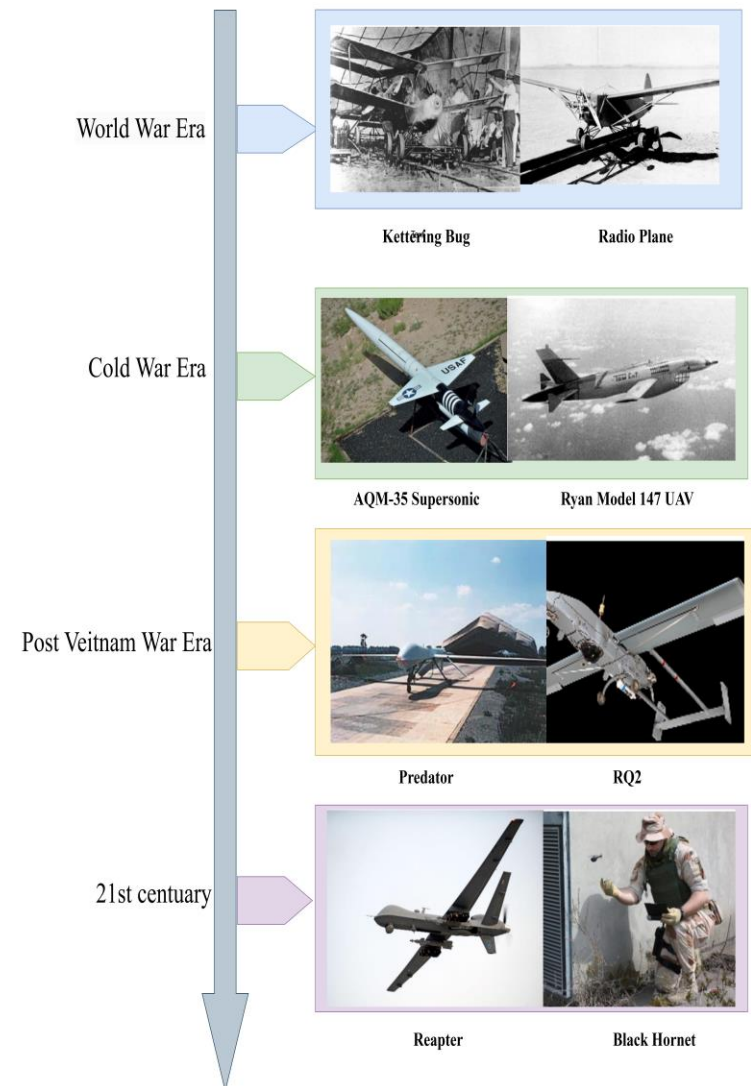 World War Era
Kettering Bug
Radio Plane
Cold War Era
USAF
AQM-35 Supersonic
Ryan Model 147 UAV
Post Veitnam War Era
Predator
RQ2
21st centuary
Reapter
Black Hornet